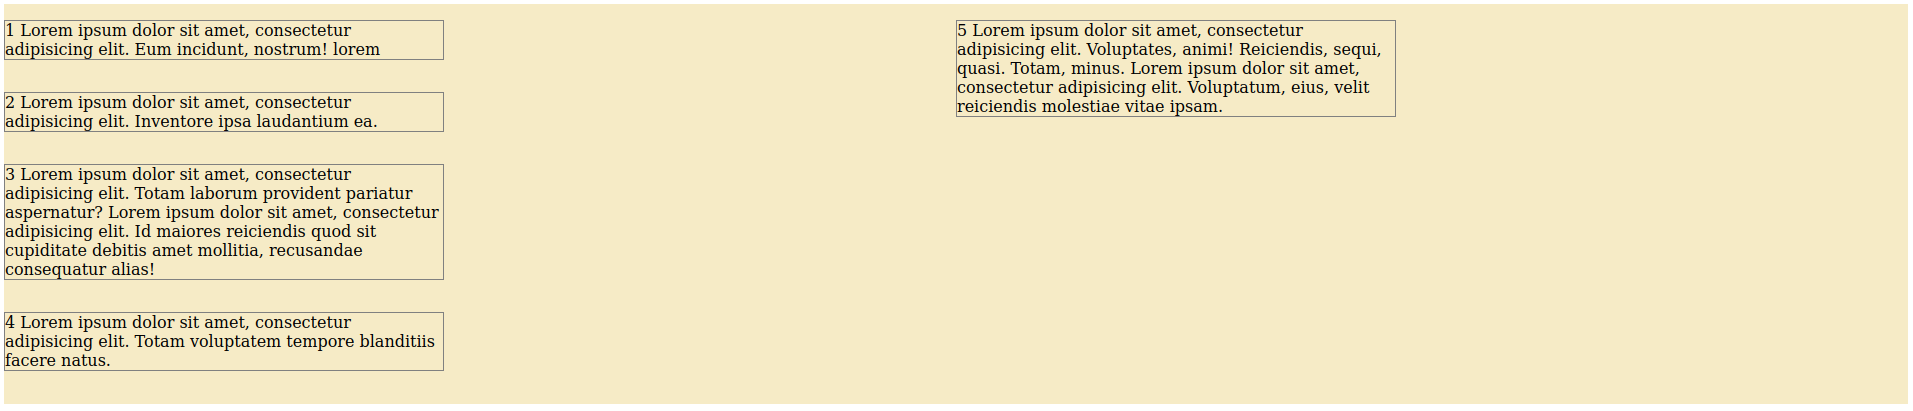 1 Lorem ipsum dolor sit amet, consectetur
adipisicing elit. Eum incidunt, nostrum! lorem
2 Lorem ipsum dolor sit amet, consectetur
adipisicing elit. Inventore ipsa laudantium ea.
3 Lorem ipsum dolor sit amet, consectetur
adipisicing elit. Totam laborum provident pariatur
aspernatur? Lorem ipsum dolor sit amet, consectetur
adipisicing elit. Id maiores reiciendis quod sit
cupiditate debitis amet mollitia, recusandae
consequatur alias!
4 Lorem ipsum dolor sit amet, consectetur
adipisicing elit. Totam voluptatem tempore blanditiis
facere natus.
5 Lorem ipsum dolor sit amet, consectetur
adipisicing elit. Voluptates, animi! Reiciendis, sequi,
quasi. Totam, minus. Lorem ipsum dolor sit amet,
consectetur adipisicing elit. Voluptatum, eius, velit
reiciendis molestiae vitae ipsam.